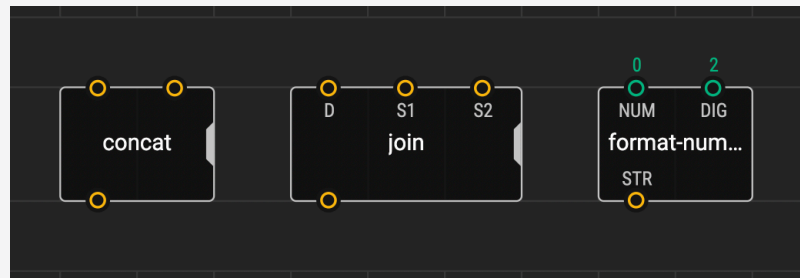 0 2
D S1 S2 NUM DIG
concat join format-num...
STR